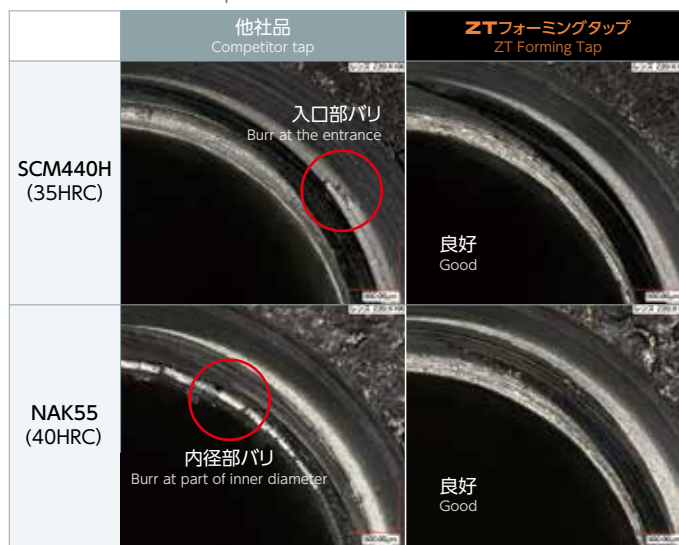 他社品
Competitor tap
ZTフォーミングタップ
ZT Forming Tap
SCM440H
(35HRC)
入口部バリ
Burr at the entrance
良好
Good
NAK55
(40HRC)
内径部バリ
Burr at part of inner diameter
良好
Good